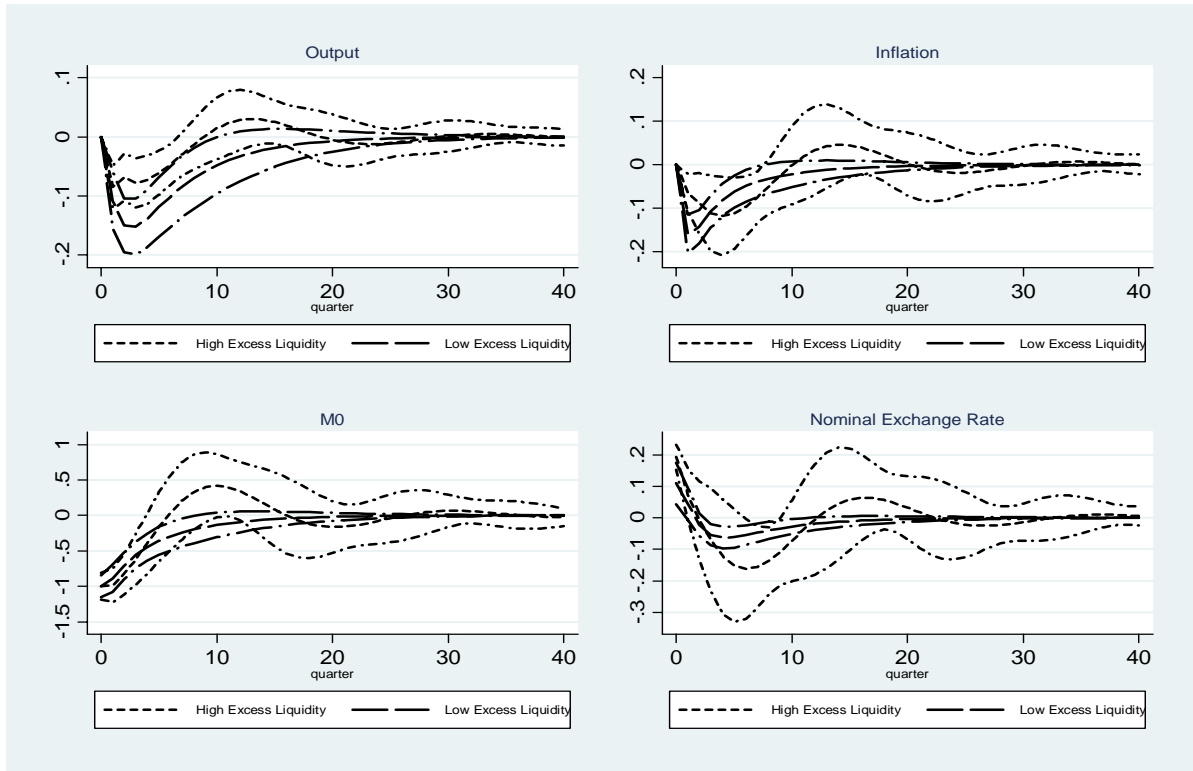 Output
.1
0
-.1
-.2
0 10 20 30 40
quarter
High Excess Liquidity Low Excess Liquidity
Inflation
.2
.1
0
-.1
-.2
0 10 20 30 40
quarter
High Excess Liquidity Low Excess Liquidity
M0
1
.5
0
-.5
-1
-1.5
0 10 20 30 40
quarter
High Excess Liquidity Low Excess Liquidity
Nominal Exchange Rate
.2
.1
0
-.1
-.2
-.3
0 10 20 30 40
quarter
High Excess Liquidity Low Excess Liquidity